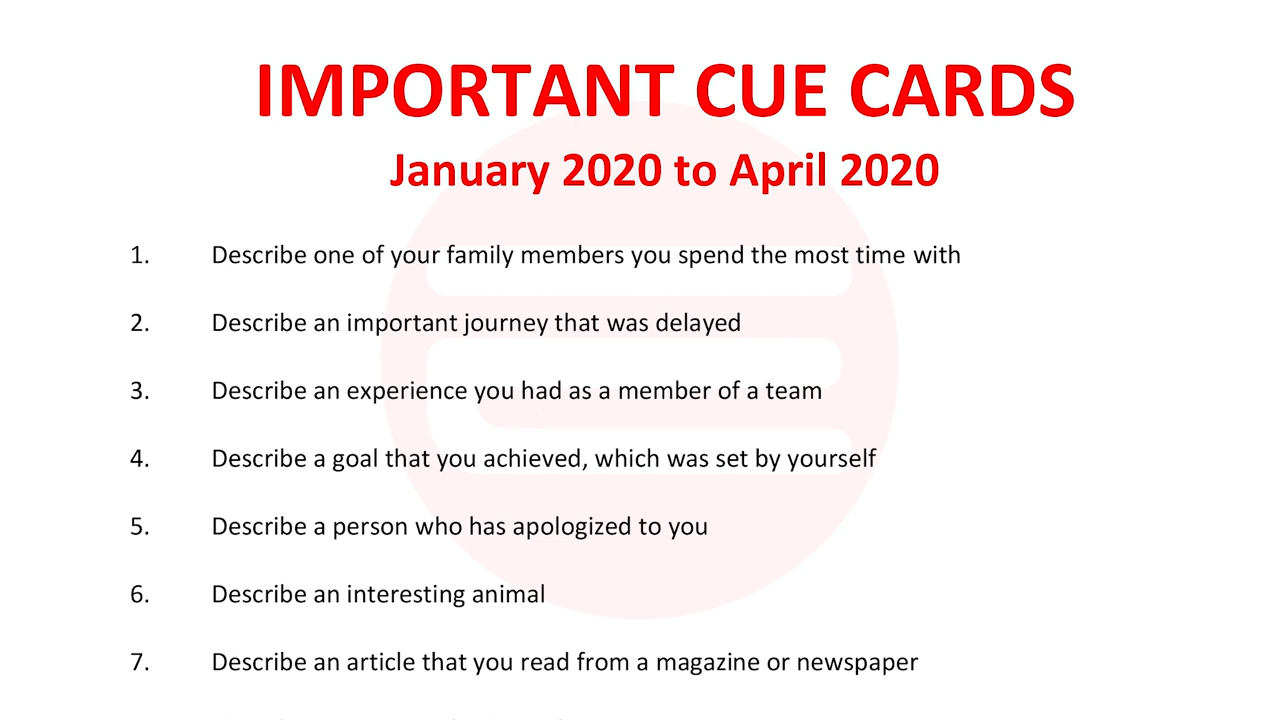 IMPORTANT CUE CARDS
January 2020 to April 2020
1. Describe one of your family members you spend the most time with
2. Describe an important journey that was delayed
3. Describe an experience you had as a member of a team
4. Describe a goal that you achieved, which was set by yourself
5. Describe a person who has apologized to you
6. Describe an interesting animal
7. Describe an article that you read from a magazine or newspaper